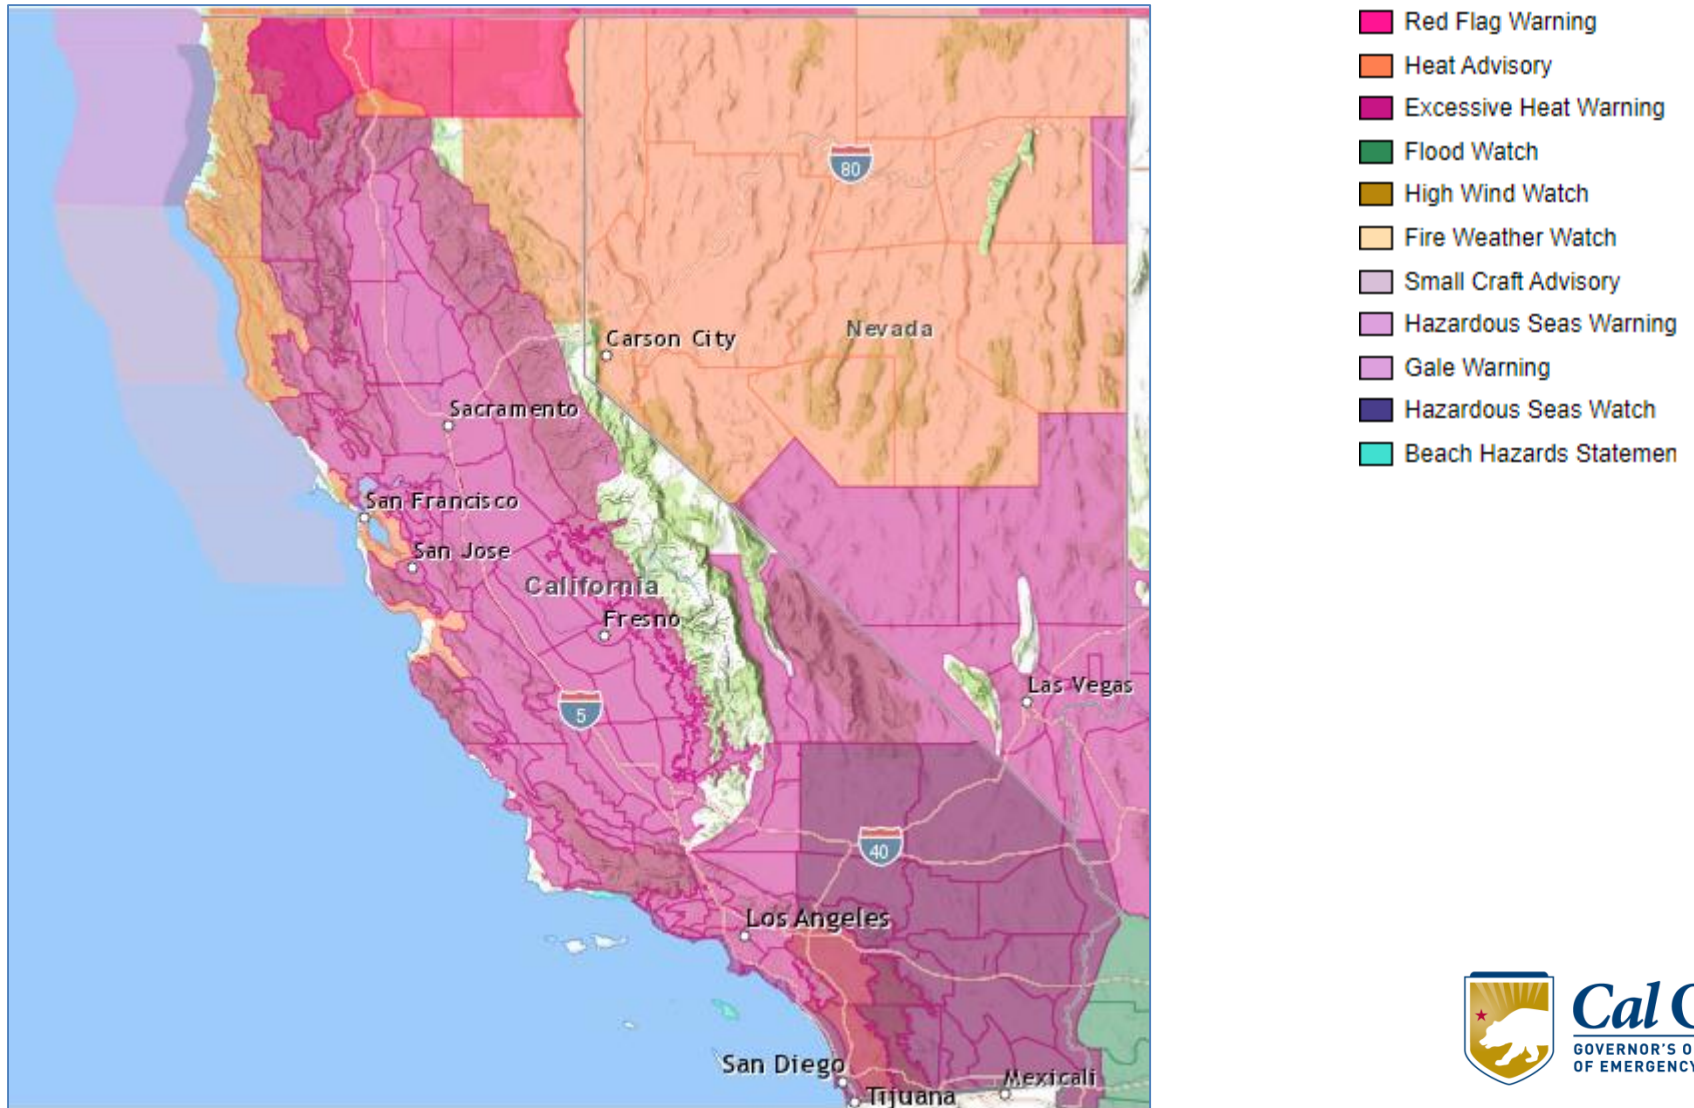 Red Flag Warning
Heat Advisory
Excessive Heat Warning
Flood Watch
High Wind Watch
Fire Weather Watch
Small Craft Advisory
Hazardous Seas Warning
Gale Warning
Hazardous Seas Watch
Beach Hazards Statemen
80
Nevada
Carson City
Sacramento
San Francisco
San Jose
California
Fresno
5
Las Vegas
40
Los Angeles
San Diego
Mexicali
Tijuana
Cal
GOVERNOR'S O
OF EMERGENCY